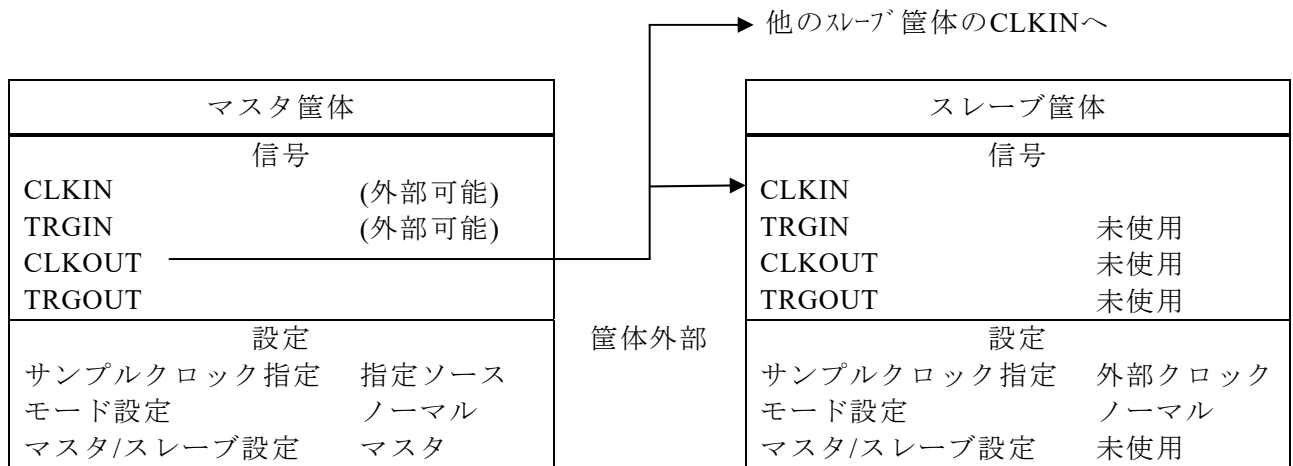 他のｽﾚｰﾌﾞ筐体のCLKINへ
マスタ筐体
信号
CLKIN (外部可能)
TRGIN (外部可能)
CLKOUT
TRGOUT
設定
サンプルクロック指定 指定ソース
モード設定 ノーマル
マスタ/スレーブ設定 マスタ
筐体外部
スレーブ筐体
信号
CLKIN
TRGIN 未使用
CLKOUT 未使用
TRGOUT 未使用
設定
サンプルクロック指定 外部クロック
モード設定 ノーマル
マスタ/スレーブ設定 未使用